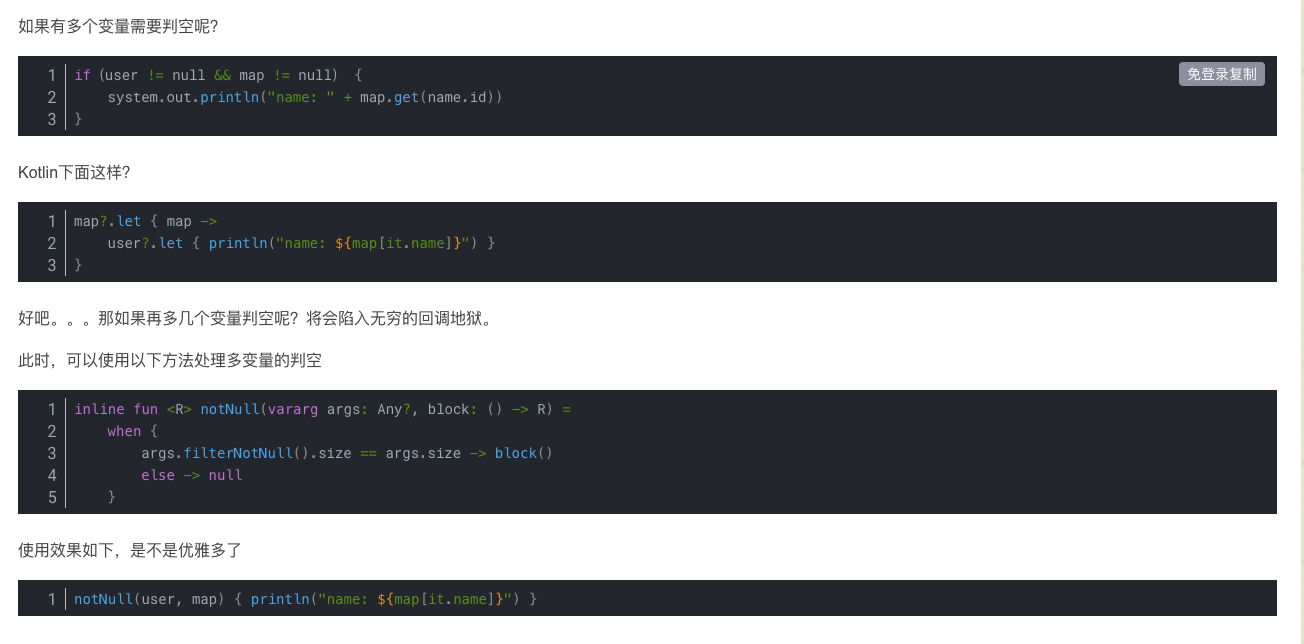 如果有多个变量需要判空呢？
1 if (user != null && map != null)  {
免登录复制
2     system.out.println("name: " + map.get(name.id))
3 }
Kotlin下面这样？
1 map?.let { map ->
2     user?.let { println("name: ${map[it.name]}") }
3 }
好吧。。。那如果再多几个变量判空呢？将会陷入无穷的回调地狱。
此时，可以使用以下方法处理多变量的判空
1 inline fun <R> notNull(vararg args: Any?, block: () -> R) =
2     when {
3         args.filterNotNull().size == args.size -> block()
4         else -> null
5     }
使用效果如下，是不是优雅多了
1 notNull(user, map) { println("name: ${map[it.name]}") }